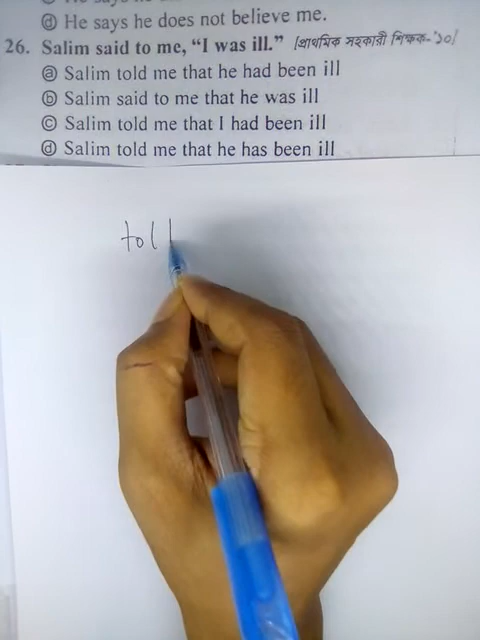 ⓓ He says he does not believe me.
26. Salim said to me, “I was ill.” [প্রাথমিক সহকারী শিক্ষক-'১০]
ⓐ Salim told me that he had been ill
ⓑ Salim said to me that he was ill
ⓒ Salim told me that I had been ill
ⓓ Salim told me that he has been ill
tol